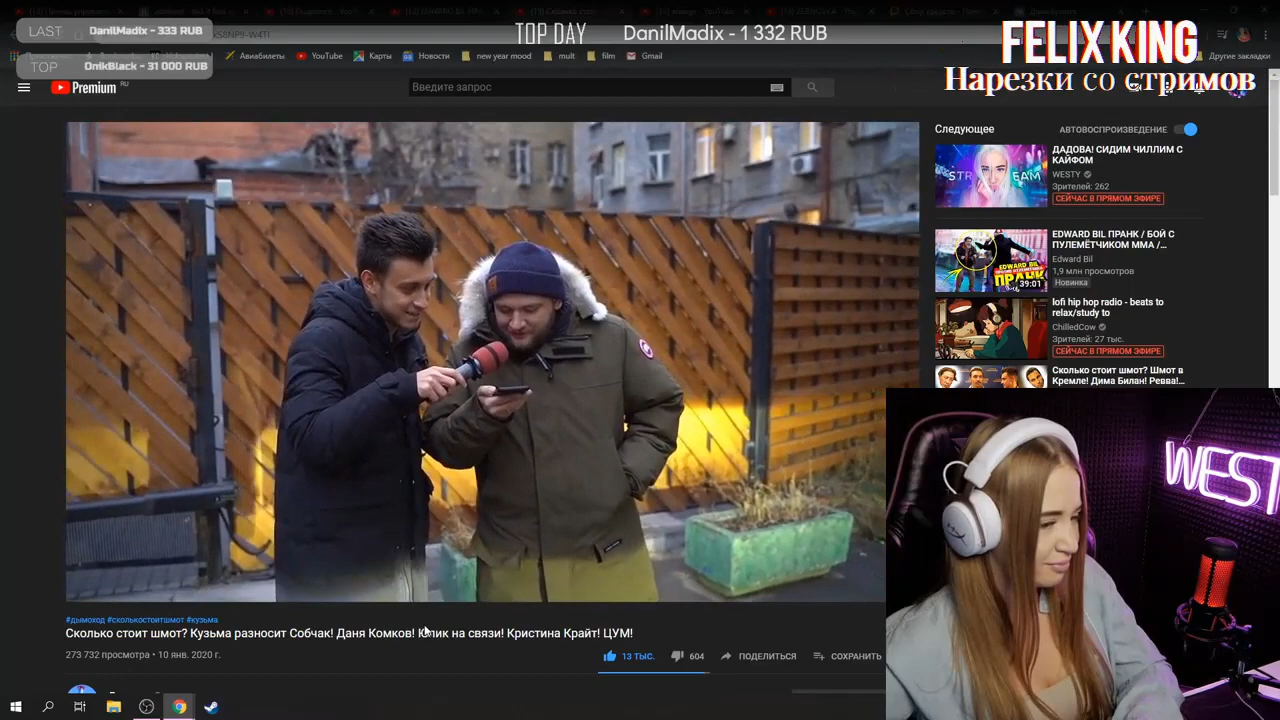 LAST DanilMadix - 333 RUB
TOP DAY DanilMadix - 1 332 RUB
FELIX KING
Нарезки со стримов
TOP OnikBlack - 31 000 RUB
Авиабилеты YouTube Карты Новости new year mood mult film Gmail Другие закладки
Premium RU
Введите запрос
Следующее АВТОВОСПРОИЗВЕДЕНИЕ
ДАДОВА! СИДИМ ЧИЛЛИМ С КАЙФОМ
WESTY
Зрителей: 262
СЕЙЧАС В ПРЯМОМ ЭФИРЕ
EDWARD BIL ПРАНК / БОЙ С ПУЛЕМЁТЧИКОМ ММА /...
Edward Bil
1,9 млн просмотров
Новинка
EDWARD BIL
ПРАНК
39:01
lofi hip hop radio - beats to relax/study to
ChilledCow
Зрителей: 27 тыс.
СЕЙЧАС В ПРЯМОМ ЭФИРЕ
Сколько стоит шмот? Шмот в Кремле! Дима Билан! Ревва!...
WEST
#дымоход #сколькостоитшмот #кузьма
Сколько стоит шмот? Кузьма разносит Собчак! Даня Комков! Клик на связи! Кристина Крайт! ЦУМ!
273 732 просмотра • 10 янв. 2020 г.
13 ТЫС. 604 ПОДЕЛИТЬСЯ СОХРАНИТЬ